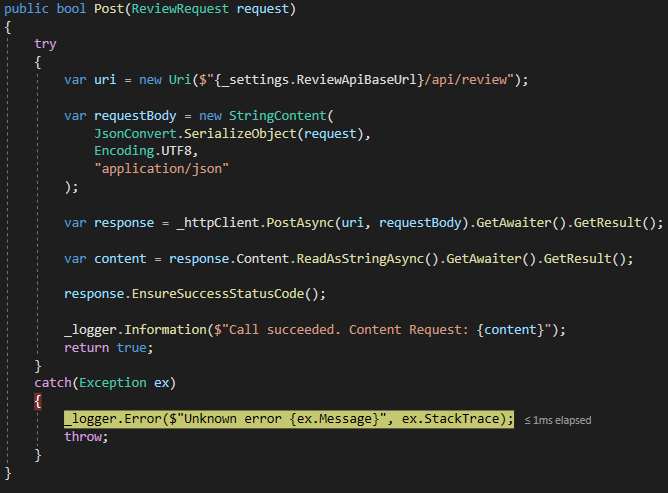 public bool Post(ReviewRequest request)
{
try
{
var uri = new Uri($"{_settings.ReviewApiBaseUrl}/api/review");
var requestBody = new StringContent(
JsonConvert.SerializeObject(request),
Encoding.UTF8,
"application/json"
);
var response = _httpClient.PostAsync(uri, requestBody).GetAwaiter().GetResult();
var content = response.Content.ReadAsStringAsync().GetAwaiter().GetResult();
response.EnsureSuccessStatusCode();
_logger.Information($"Call succeeded. Content Request: {content}");
return true;
}
catch(Exception ex)
{
_logger.Error($"Unknown error {ex.Message}", ex.StackTrace); ≤ 1ms elapsed
throw;
}
}